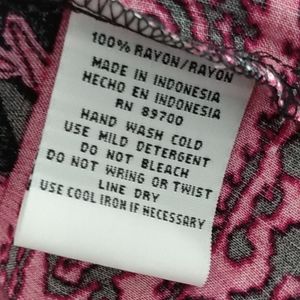 100% RAYON/RAYON
MADE IN INDONESIA
HECHO EN INDONESIA
RN 89700
HAND WASH COLD
USE MILD DETERGENT
DO NOT BLEACH
DO NOT WRING OR TWIST
LINE DRY
USE COOL IRON IF NECESSARY